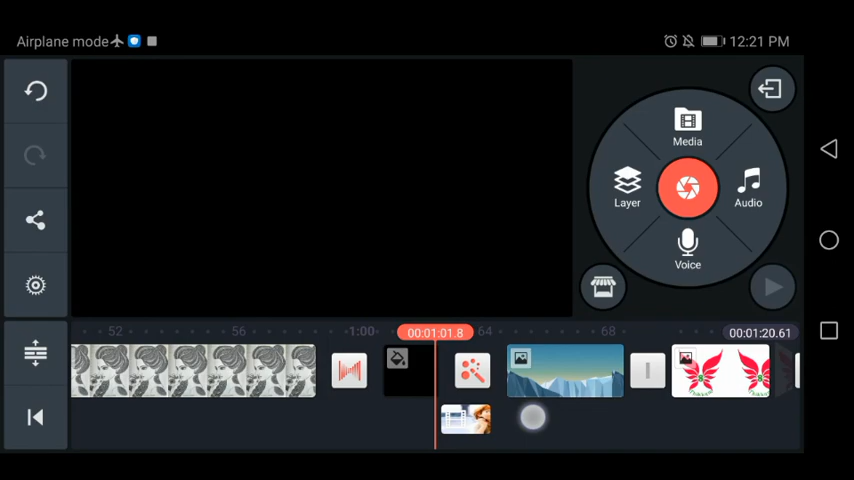 Airplane mode 12:21 PM
Media
Layer
Audio
Voice
52 56 1:00 00:01:01.8 64 68 00:01:20.61